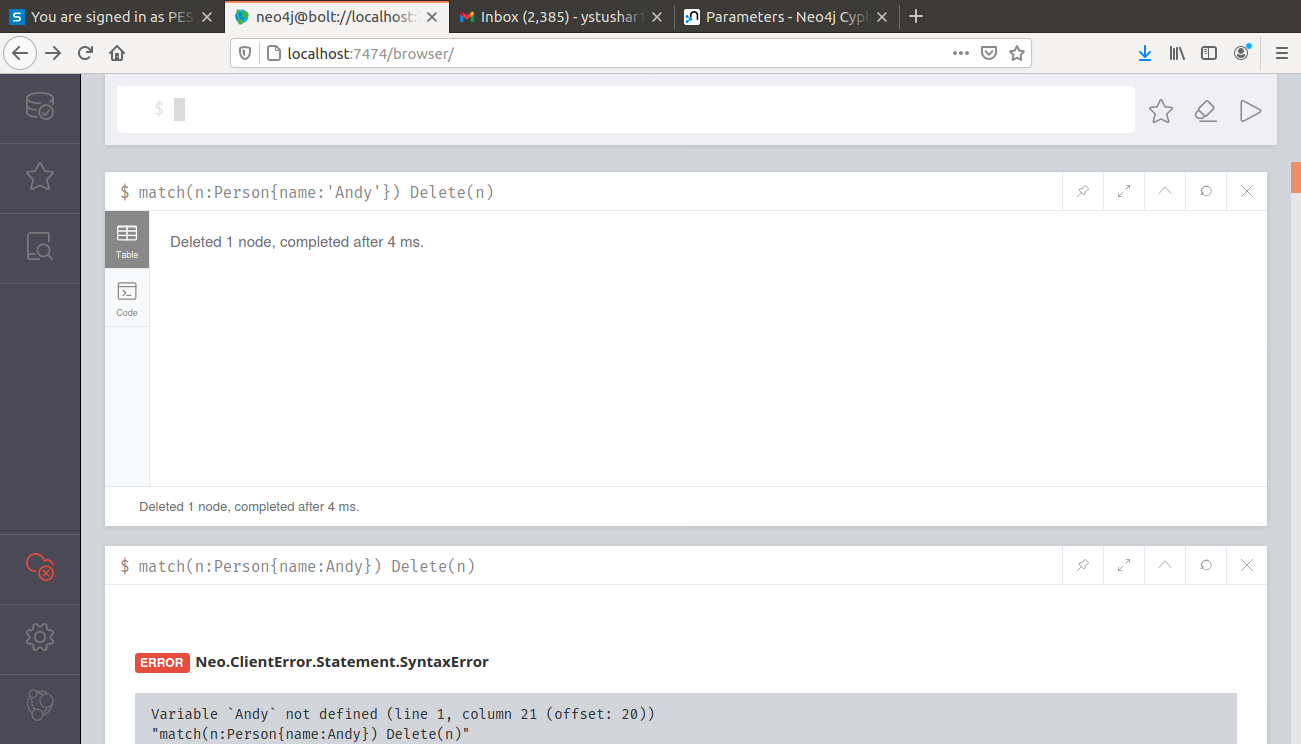 You are signed in as PES
neo4j@bolt://localhost:
Inbox (2,385) - ystushar
Parameters - Neo4j Cyp
localhost:7474/browser/
$
$ match(n:Person{name:'Andy'}) Delete(n)
Table
Deleted 1 node, completed after 4 ms.
Code
Deleted 1 node, completed after 4 ms.
$ match(n:Person{name:Andy}) Delete(n)
ERROR Neo.ClientError.Statement.SyntaxError
Variable `Andy` not defined (line 1, column 21 (offset: 20))
"match(n:Person{name:Andy}) Delete(n)"